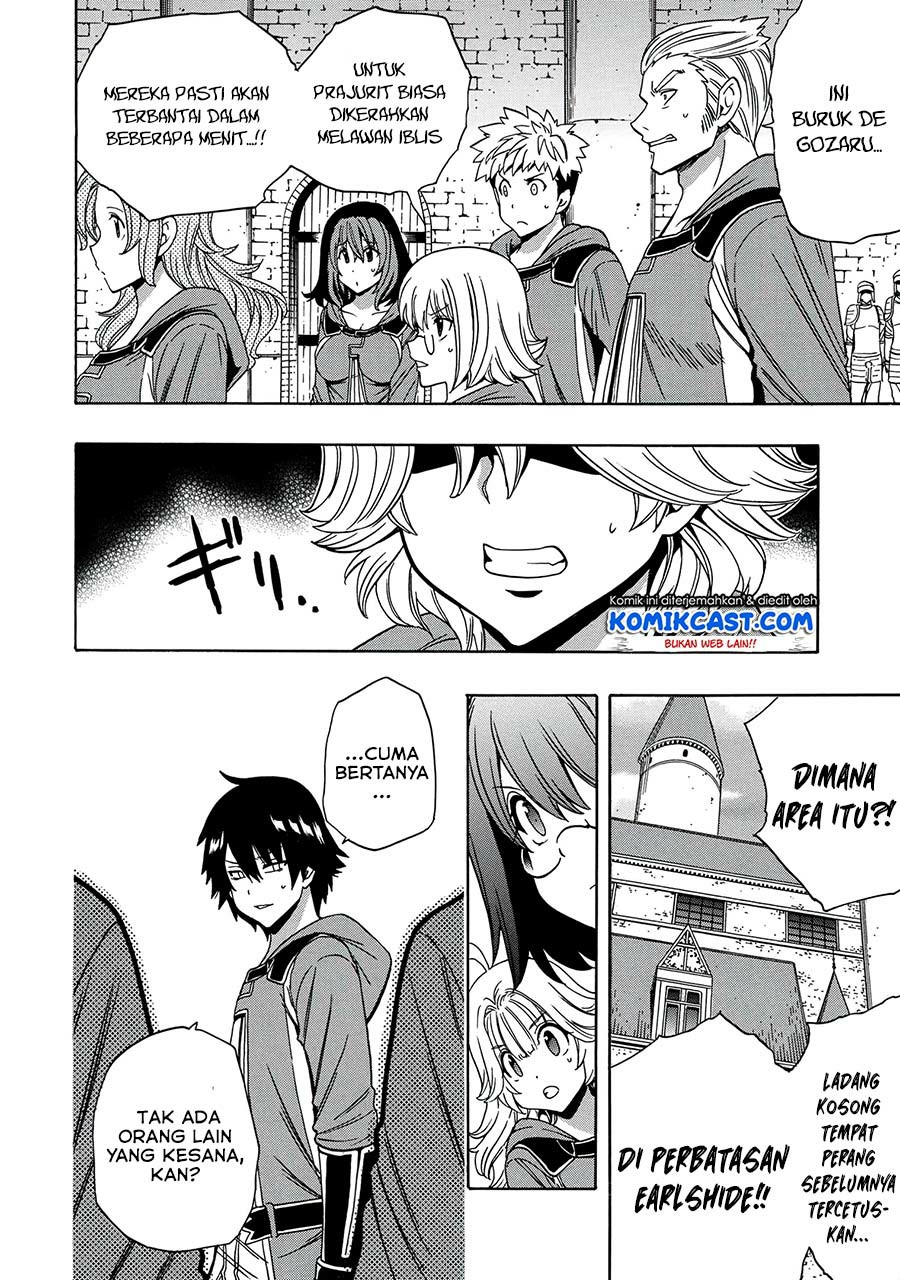 INI
BURUK DE
GOZARU...
UNTUK
PRAJURIT BIASA
DIKERAHKAN
MELAWAN IBLIS
MEREKA PASTI AKAN
TERBANTAI DALAM
BEBERAPA MENIT...!!
ギリ..
Komik ini diterjemahkan & diedit oleh
KOMIKCAST.COM
BUKAN WEB LAIN!!
DIMANA
AREA ITU?!
LADANG
KOSONG
TEMPAT
PERANG
SEBELUMNYA
TERCETUS-
KAN...
DI PERBATASAN
EARLSHIDE!!
...CUMA
BERTANYA
...
TAK ADA
ORANG LAIN
YANG KESANA,
KAN?